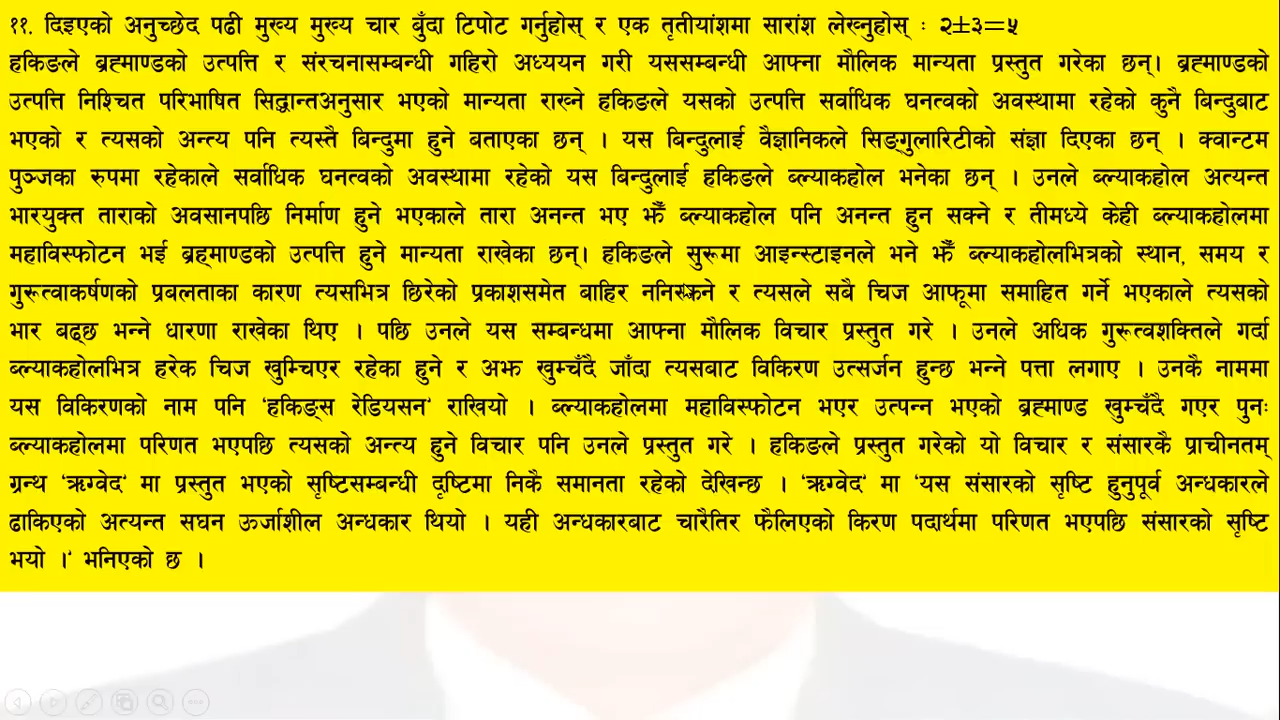 ११. दिइएको अनुच्छेद पढी मुख्य मुख्य चार बुँदा टिपोट गर्नुहोस् र एक तृतीयांशमा सारांश लेख्नुहोस् : २±३=५
हकिङले ब्रह्माण्डको उत्पत्ति र संरचनासम्बन्धी गहिरो अध्ययन गरी यससम्बन्धी आफ्ना मौलिक मान्यता प्रस्तुत गरेका छन्। ब्रह्माण्डको
उत्पत्ति निश्चित परिभाषित सिद्धान्तअनुसार भएको मान्यता राख्ने हकिङले यसको उत्पत्ति सर्वाधिक घनत्वको अवस्थामा रहेको कुनै बिन्दुबाट
भएको र त्यसको अन्त्य पनि त्यस्तै बिन्दुमा हुने बताएका छन् । यस बिन्दुलाई वैज्ञानिकले सिङ्गुलारिटीको संज्ञा दिएका छन् । क्वान्टम
पुञ्जका रुपमा रहेकाले सर्वाधिक घनत्वको अवस्थामा रहेको यस बिन्दुलाई हकिङले ब्ल्याकहोल भनेका छन् । उनले ब्ल्याकहोल अत्यन्त
भारयुक्त ताराको अवसानपछि निर्माण हुने भएकाले तारा अनन्त भए झैँ ब्ल्याकहोल पनि अनन्त हुन सक्ने र तीमध्ये केही ब्ल्याकहोलमा
महाविस्फोटन भई ब्रह्माण्डको उत्पत्ति हुने मान्यता राखेका छन्। हकिङले सुरूमा आइन्स्टाइनले भने झैँ ब्ल्याकहोलभित्रको स्थान, समय र
गुरूत्वाकर्षणको प्रबलताका कारण त्यसभित्र छिरेको प्रकाशसमेत बाहिर ननिस्कने र त्यसले सबै चिज आफूमा समाहित गर्ने भएकाले त्यसको
भार बढ्छ भन्ने धारणा राखेका थिए । पछि उनले यस सम्बन्धमा आफ्ना मौलिक विचार प्रस्तुत गरे । उनले अधिक गुरूत्वशक्तिले गर्दा
ब्ल्याकहोलभित्र हरेक चिज खुम्चिएर रहेका हुने र अझ खुम्चँदै जाँदा त्यसबाट विकिरण उत्सर्जन हुन्छ भन्ने पत्ता लगाए । उनकै नाममा
यस विकिरणको नाम पनि ‘हकिङ्स रेडियसन’ राखियो । ब्ल्याकहोलमा महाविस्फोटन भएर उत्पन्न भएको ब्रह्माण्ड खुम्चँदै गएर पुनः
ब्ल्याकहोलमा परिणत भएपछि त्यसको अन्त्य हुने विचार पनि उनले प्रस्तुत गरे । हकिङले प्रस्तुत गरेको यो विचार र संसारकै प्राचीनतम्
ग्रन्थ ‘ऋग्वेद’ मा प्रस्तुत भएको सृष्टिसम्बन्धी दृष्टिमा निकै समानता रहेको देखिन्छ । ‘ऋग्वेद’ मा ‘यस संसारको सृष्टि हुनुपूर्व अन्धकारले
ढाकिएको अत्यन्त सघन ऊर्जाशील अन्धकार थियो । यही अन्धकारबाट चारैतिर फैलिएको किरण पदार्थमा परिणत भएपछि संसारको सृष्टि
भयो ।’ भनिएको छ ।